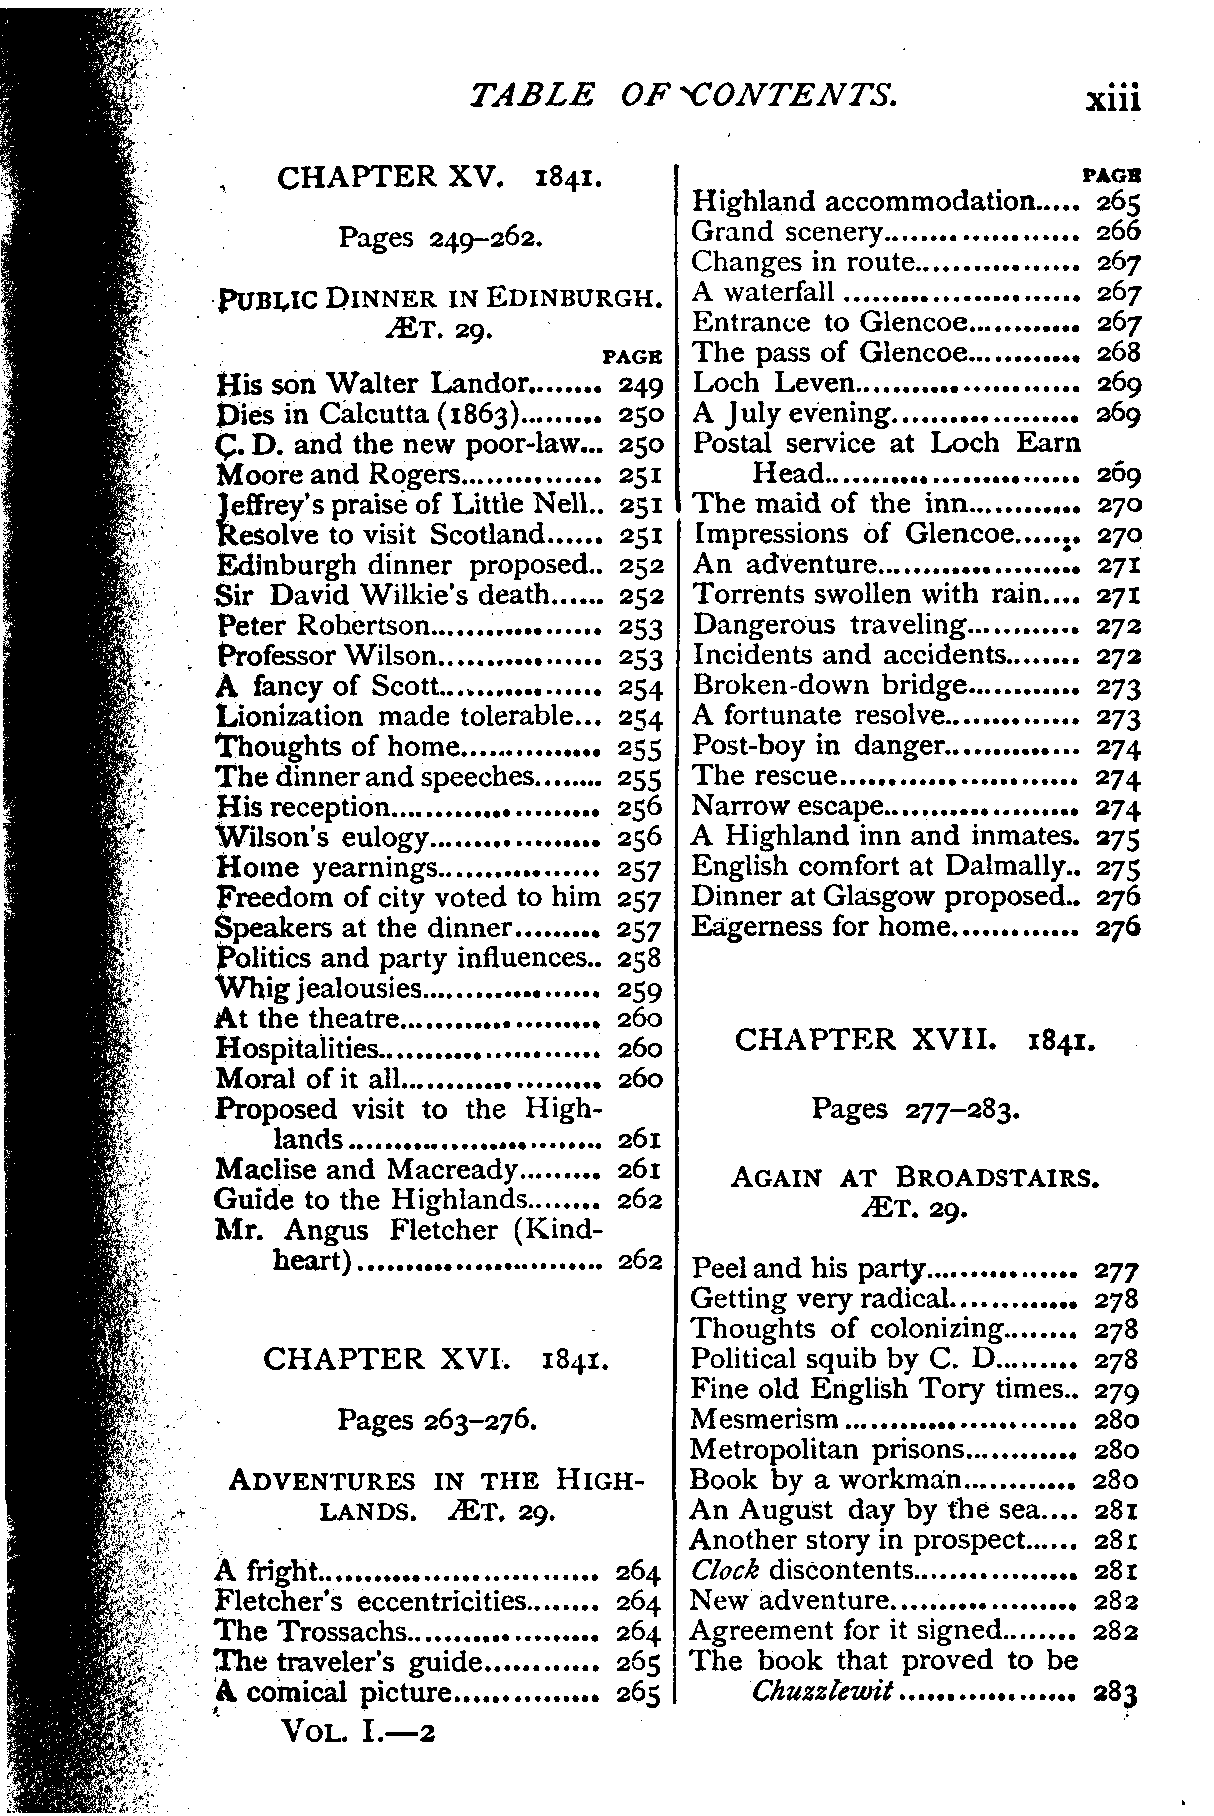 TABLE OF CONTENTS. xiii
CHAPTER XV. 1841.
Pages 249–262.
PUBLIC DINNER IN EDINBURGH.
ÆT. 29.
PAGE
His son Walter Landor........ 249
Dies in Calcutta (1863)......... 250
C. D. and the new poor-law... 250
Moore and Rogers............... 251
Jeffrey's praise of Little Nell.. 251
Resolve to visit Scotland...... 251
Edinburgh dinner proposed.. 252
Sir David Wilkie's death...... 252
Peter Robertson.................. 253
Professor Wilson................. 253
A fancy of Scott................. 254
Lionization made tolerable... 254
Thoughts of home............... 255
The dinner and speeches........ 255
His reception...................... 256
Wilson's eulogy.................. 256
Home yearnings................. 257
Freedom of city voted to him 257
Speakers at the dinner......... 257
Politics and party influences.. 258
Whig jealousies................... 259
At the theatre..................... 260
Hospitalities........................ 260
Moral of it all..................... 260
Proposed visit to the High-
lands........................... 261
Maclise and Macready......... 261
Guide to the Highlands........ 262
Mr. Angus Fletcher (Kind-
heart).......................... 262
CHAPTER XVI. 1841.
Pages 263–276.
ADVENTURES IN THE HIGH-
LANDS. ÆT. 29.
A fright.............................. 264
Fletcher's eccentricities........ 264
The Trossachs.................... 264
The traveler's guide............ 265
A comical picture............... 265
VOL. I.—2
PAGE
Highland accommodation..... 265
Grand scenery..................... 266
Changes in route................. 267
A waterfall......................... 267
Entrance to Glencoe............ 267
The pass of Glencoe............ 268
Loch Leven........................ 269
A July evening.................... 269
Postal service at Loch Earn
Head........................... 269
The maid of the inn............ 270
Impressions of Glencoe....... 270
An adventure..................... 271
Torrents swollen with rain.... 271
Dangerous traveling............ 272
Incidents and accidents........ 272
Broken-down bridge............ 273
A fortunate resolve.............. 273
Post-boy in danger.............. 274
The rescue......................... 274
Narrow escape.................... 274
A Highland inn and inmates. 275
English comfort at Dalmally.. 275
Dinner at Glasgow proposed.. 276
Eagerness for home............. 276
CHAPTER XVII. 1841.
Pages 277–283.
AGAIN AT BROADSTAIRS.
ÆT. 29.
Peel and his party................ 277
Getting very radical............. 278
Thoughts of colonizing........ 278
Political squib by C. D......... 278
Fine old English Tory times.. 279
Mesmerism........................ 280
Metropolitan prisons............ 280
Book by a workman............ 280
An August day by the sea.... 281
Another story in prospect...... 281
Clock discontents................. 281
New adventure.................... 282
Agreement for it signed........ 282
The book that proved to be
Chuzzlewit................... 283